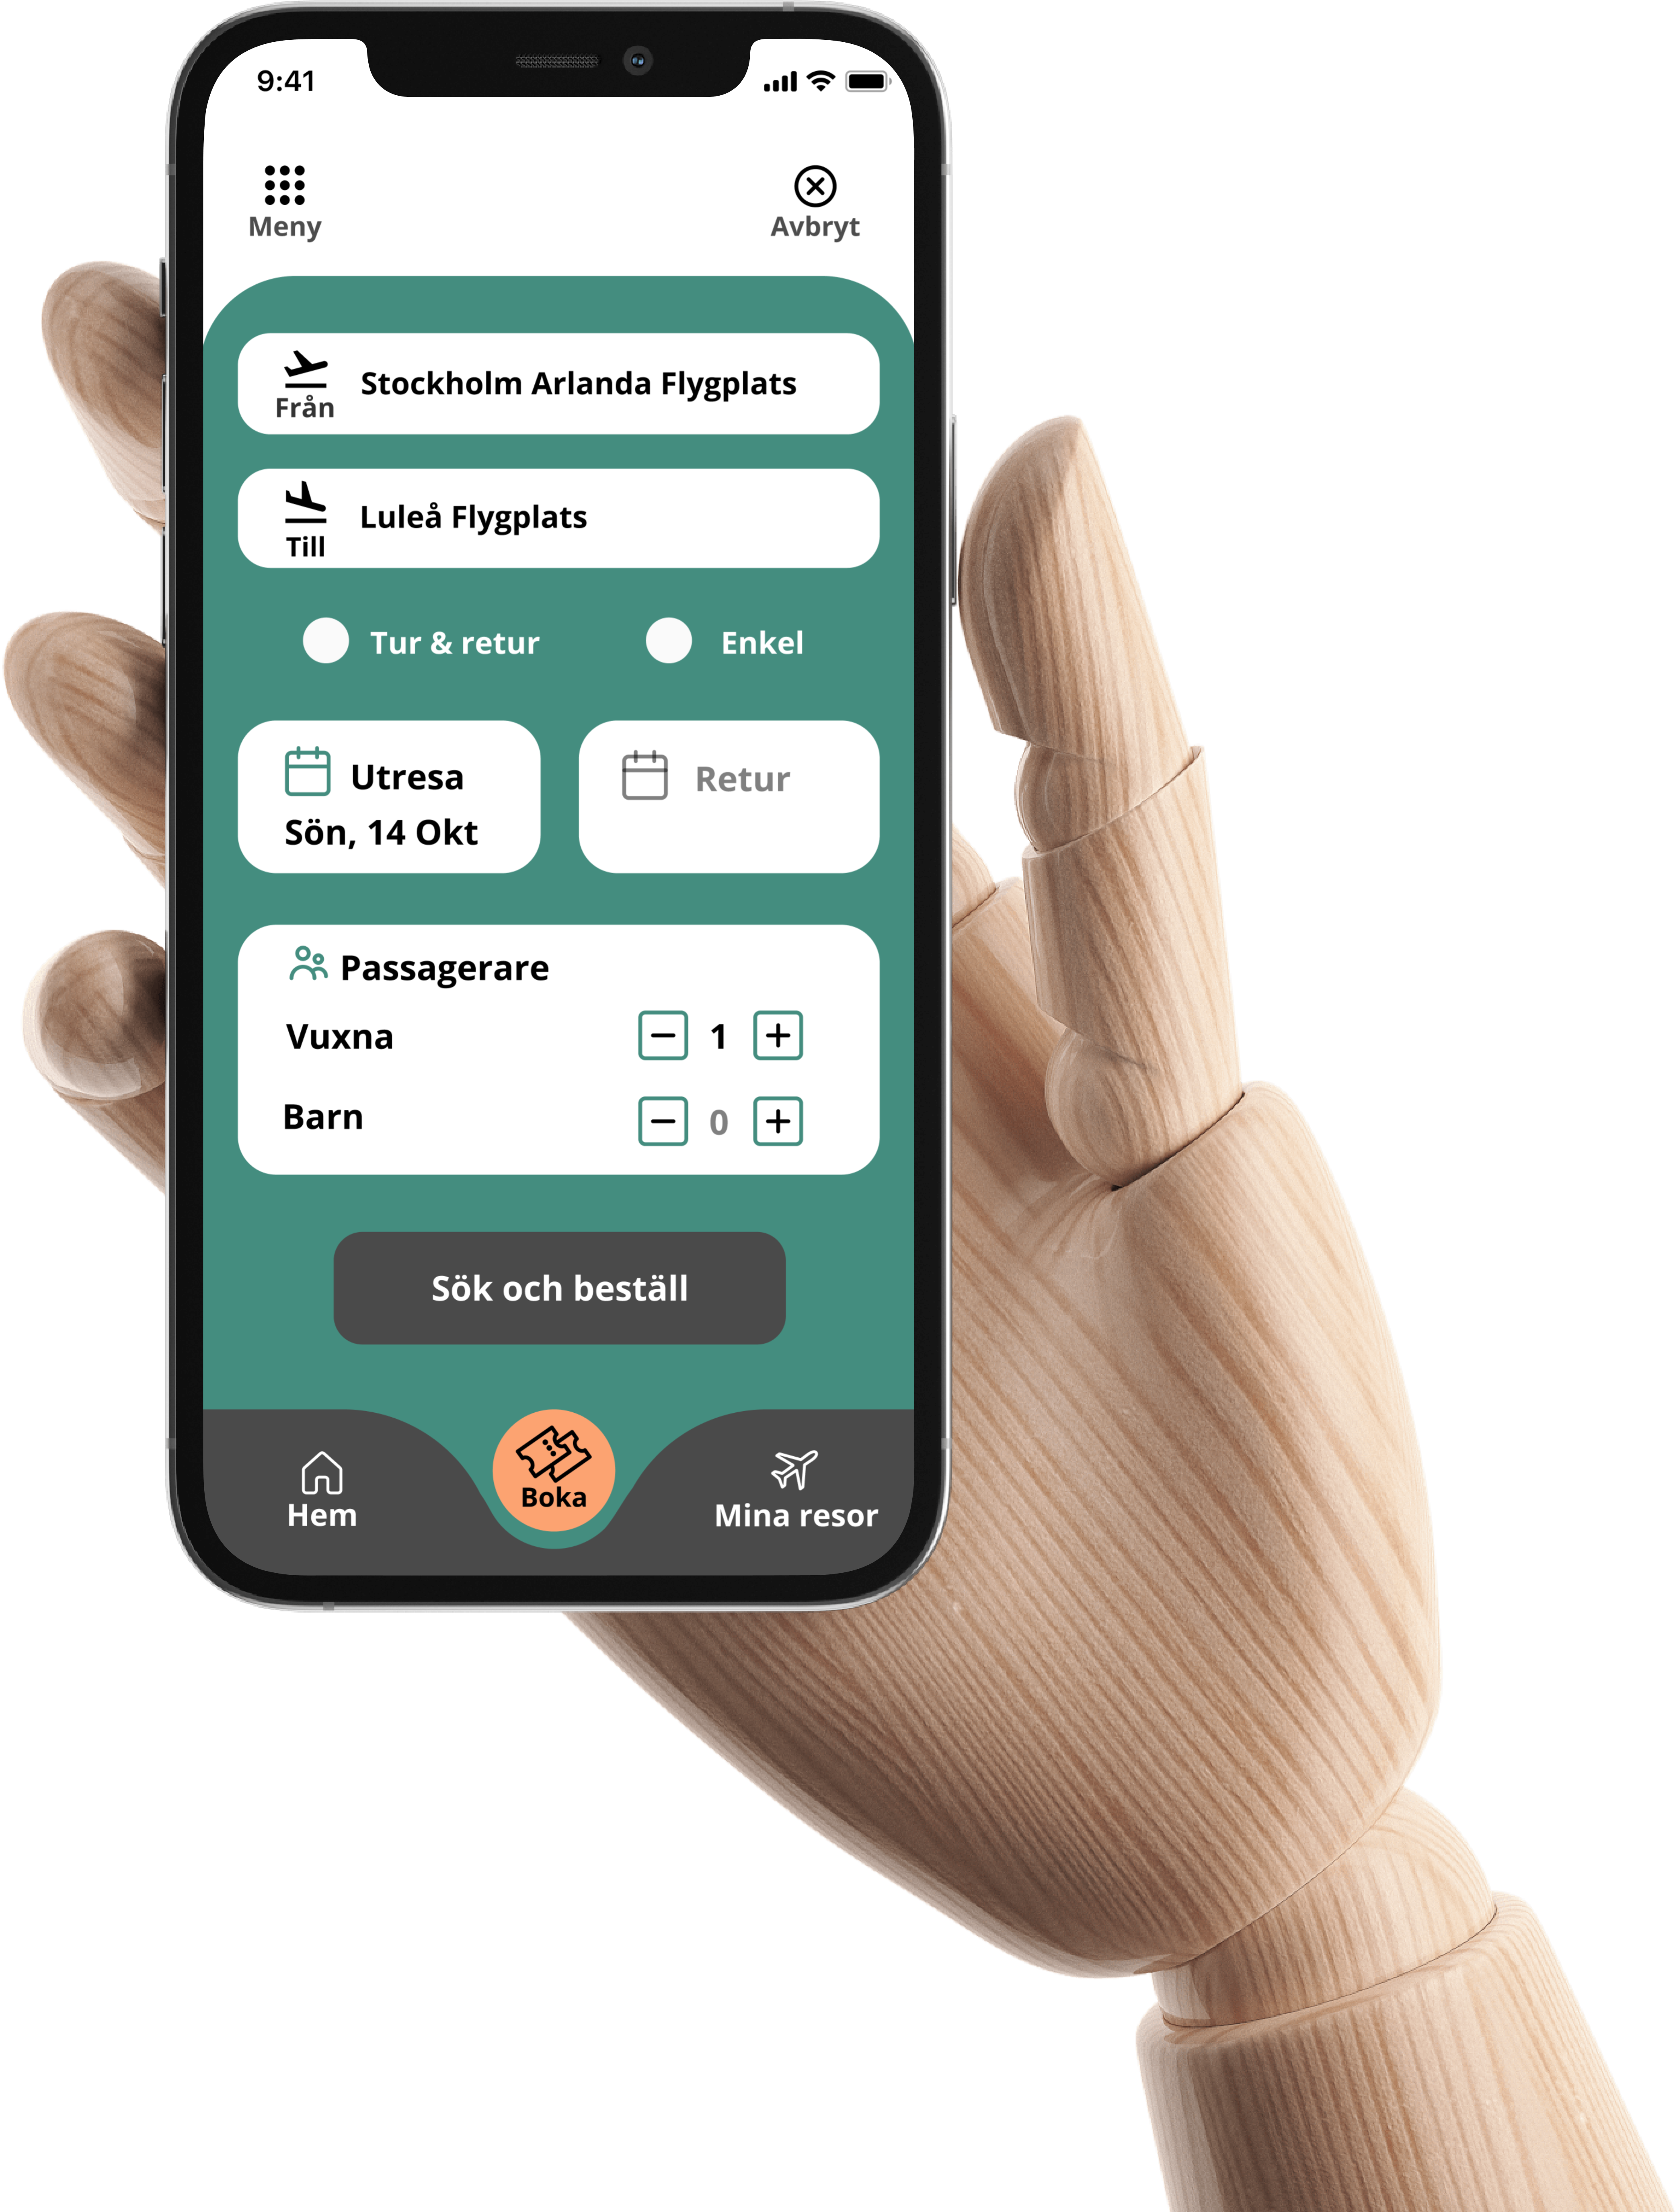 9:41
Meny
Avbryt
Från
Stockholm Arlanda Flygplats
Till
Luleå Flygplats
Tur & retur
Enkel
Utresa
Sön, 14 Okt
Retur
Passagerare
Vuxna
1
Barn
0
Sök och beställ
Hem
Boka
Mina resor